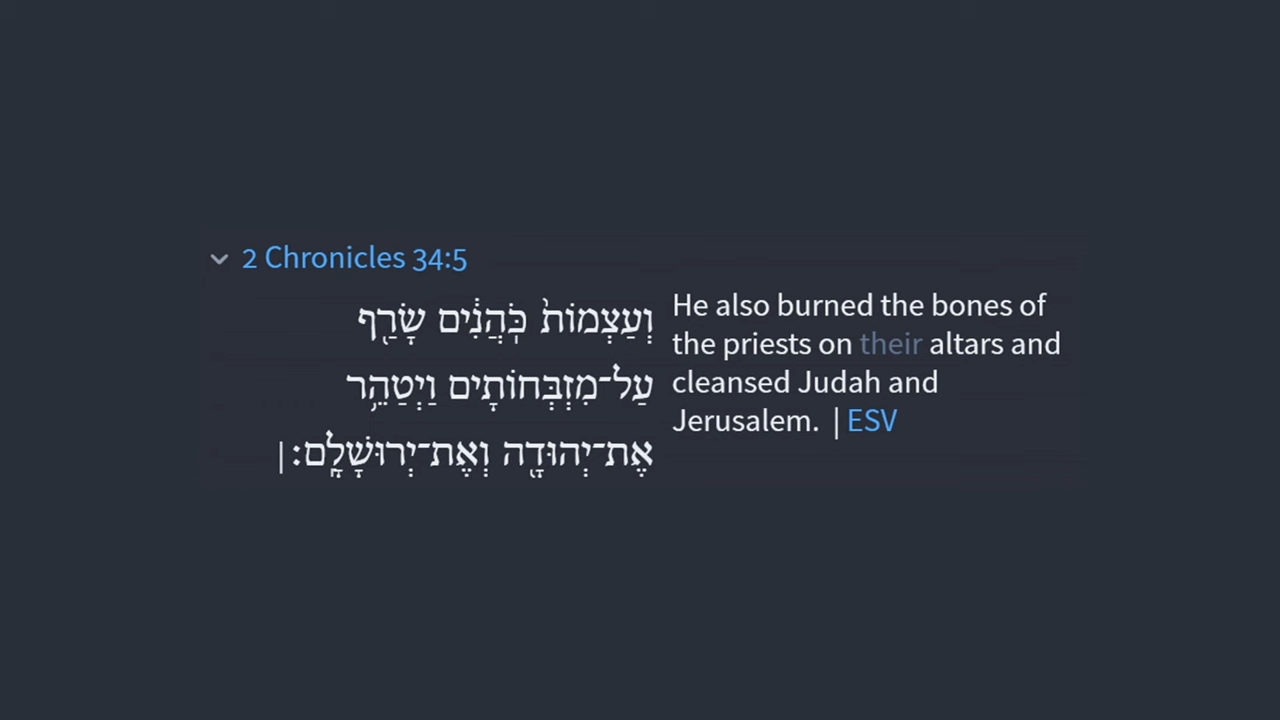 2 Chronicles 34:5
וְעַצְמוֹת֙ כֹּֽהֲנִ֔ים שָׂרַ֖ף
עַל־מִזְבְּחוֹתָים וַיְטַהֵ֥ר
אֶת־יְהוּדָ֖ה וְאֶת־יְרוּשָׁלִָֽם׃ |
He also burned the bones of
the priests on their altars and
cleansed Judah and
Jerusalem. | ESV